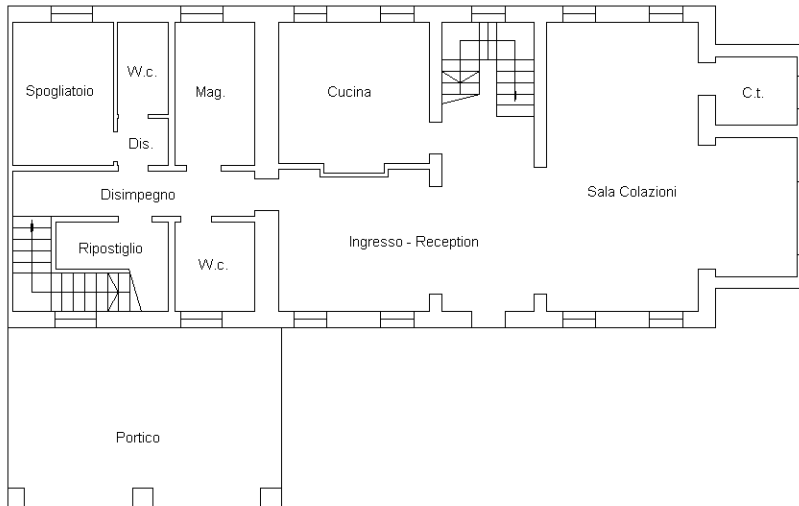 W.c.
Spogliatoio
Mag.
Cucina
C.t.
Dis.
Disimpegno
Sala Colazioni
Ripostiglio
Ingresso - Reception
W.c.
Portico